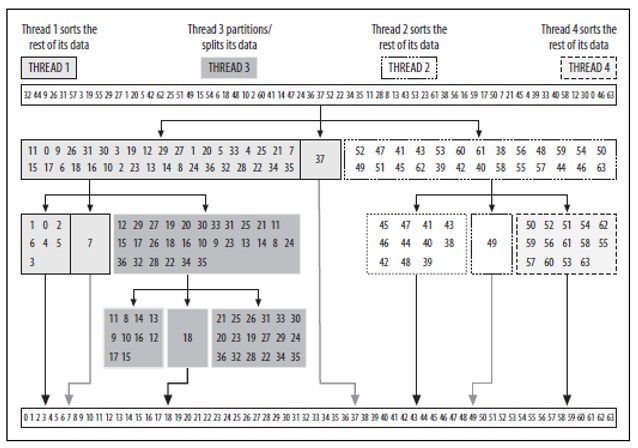 Thread 1 sorts the
rest of its data
THREAD 1
Thread 3 partitions/
splits its data
THREAD 3
Thread 2 sorts the
rest of its data
THREAD 2
Thread 4 sorts the
rest of its data
THREAD 4
32 44 9 26 31 57 3 19 55 29 27 1 20 5 42 62 25 51 49 15 54 6 18 48 10 2 60 41 14 47 24 36 37 52 22 34 35 11 28 8 13 43 53 23 61 38 56 16 59 17 50 7 21 45 4 39 33 40 58 12 30 0 46 63
11 0 9 26 31 30 3 19 12 29 27 1 20 5 33 4 25 21 7
15 17 6 18 16 10 2 23 13 14 8 24 36 32 28 22 34 35
37
52 47 41 43 53 60 61 38 56 48 59 54 50
49 51 45 62 39 42 40 58 55 57 44 46 63
1 0 2
6 4 5
3
7
12 29 27 19 20 30 33 31 25 21 11
15 17 26 18 16 10 9 23 13 14 8 24
36 32 28 22 34 35
45 47 41 43
46 44 40 38
42 48 39
49
50 52 51 54 62
59 56 61 58 55
57 60 53 63
11 8 14 13
9 10 16 12
17 15
18
21 25 26 31 33 30
20 23 19 27 29 24
36 32 28 22 34 35
0 1 2 3 4 5 6 7 8 9 10 11 12 13 14 15 16 17 18 19 20 21 22 23 24 25 26 27 28 29 30 31 32 33 34 35 36 37 38 39 40 41 42 43 44 45 46 47 48 49 50 51 52 53 54 55 56 57 58 59 60 61 62 63